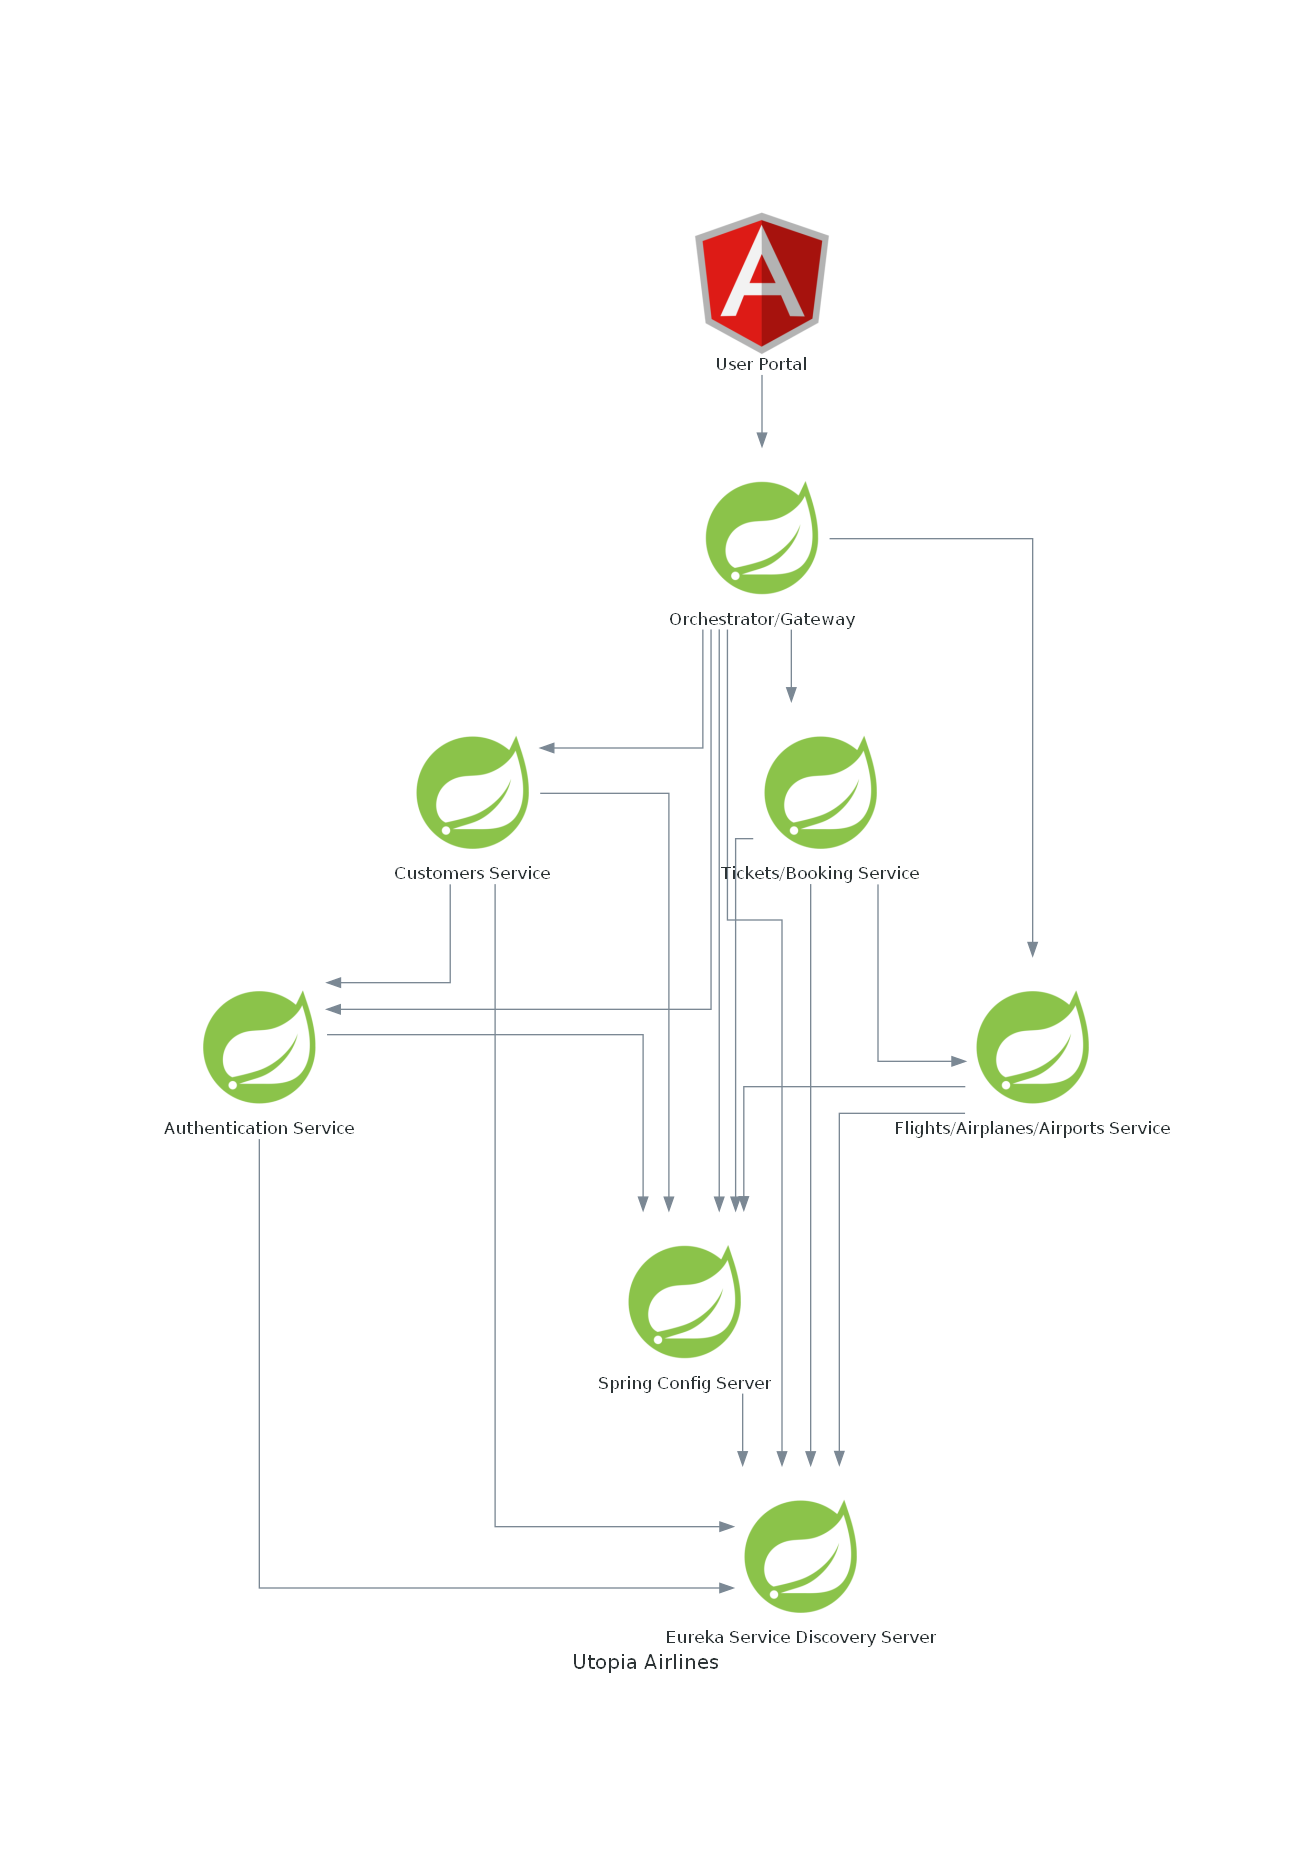 User Portal
Orchestrator/Gateway
Customers Service
Tickets/Booking Service
Authentication Service
Flights/Airplanes/Airports Service
Spring Config Server
Eureka Service Discovery Server
Utopia Airlines